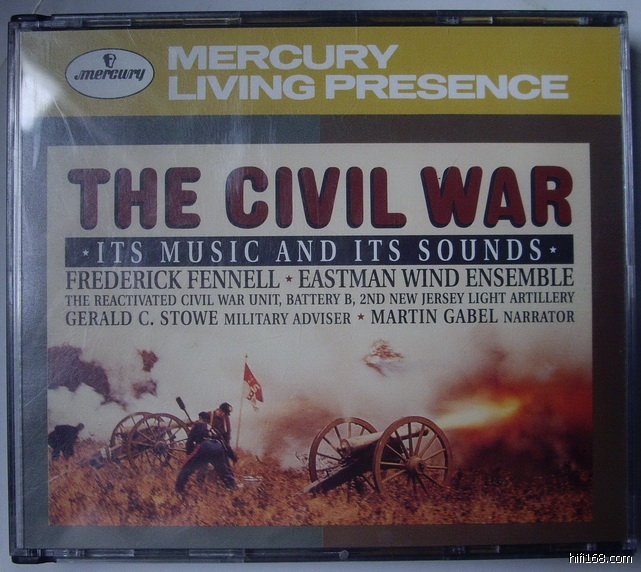 mercury
MERCURY
LIVING PRESENCE
THE CIVIL WAR
★ITS MUSIC AND ITS SOUNDS★
FREDERICK FENNELL ★ EASTMAN WIND ENSEMBLE
THE REACTIVATED CIVIL WAR UNIT, BATTERY B, 2ND NEW JERSEY LIGHT ARTILLERY
GERALD C. STOWE MILITARY ADVISER ★ MARTIN GABEL NARRATOR
hifi168.com